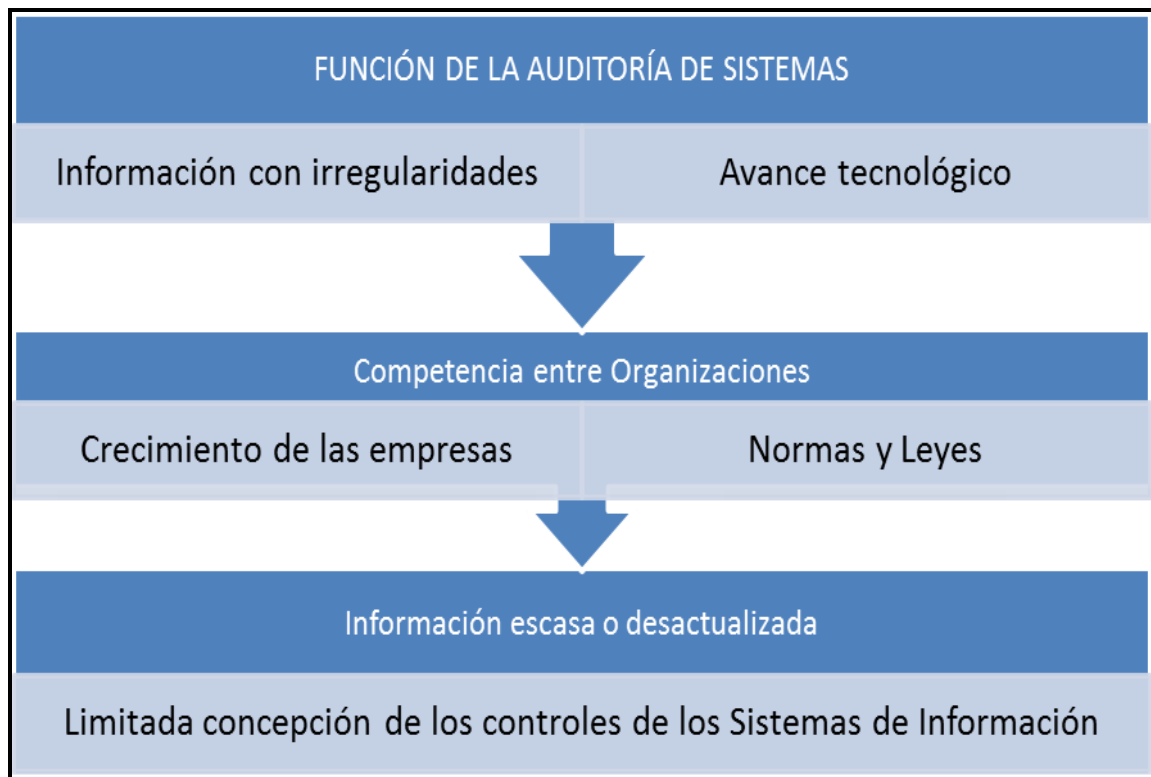 FUNCIÓN DE LA AUDITORÍA DE SISTEMAS
Información con irregularidades
Avance tecnológico
Competencia entre Organizaciones
Crecimiento de las empresas
Normas y Leyes
Información escasa o desactualizada
Limitada concepción de los controles de los Sistemas de Información